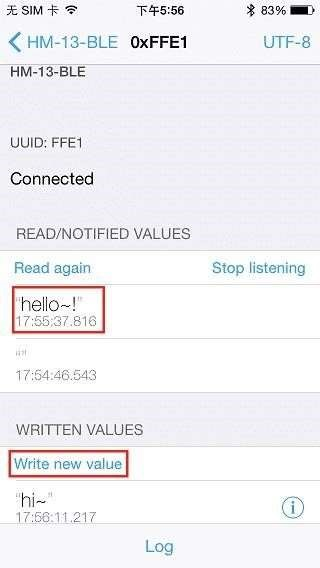 无 SIM 卡 下午5:56 83%
HM-13-BLE 0xFFE1 UTF-8
HM-13-BLE
UUID: FFE1
Connected
READ/NOTIFIED VALUES
Read again Stop listening
"hello~!"
17:55:37.816
""
17:54:46.543
WRITTEN VALUES
Write new value
"hi~"
17:56:11.217
Log